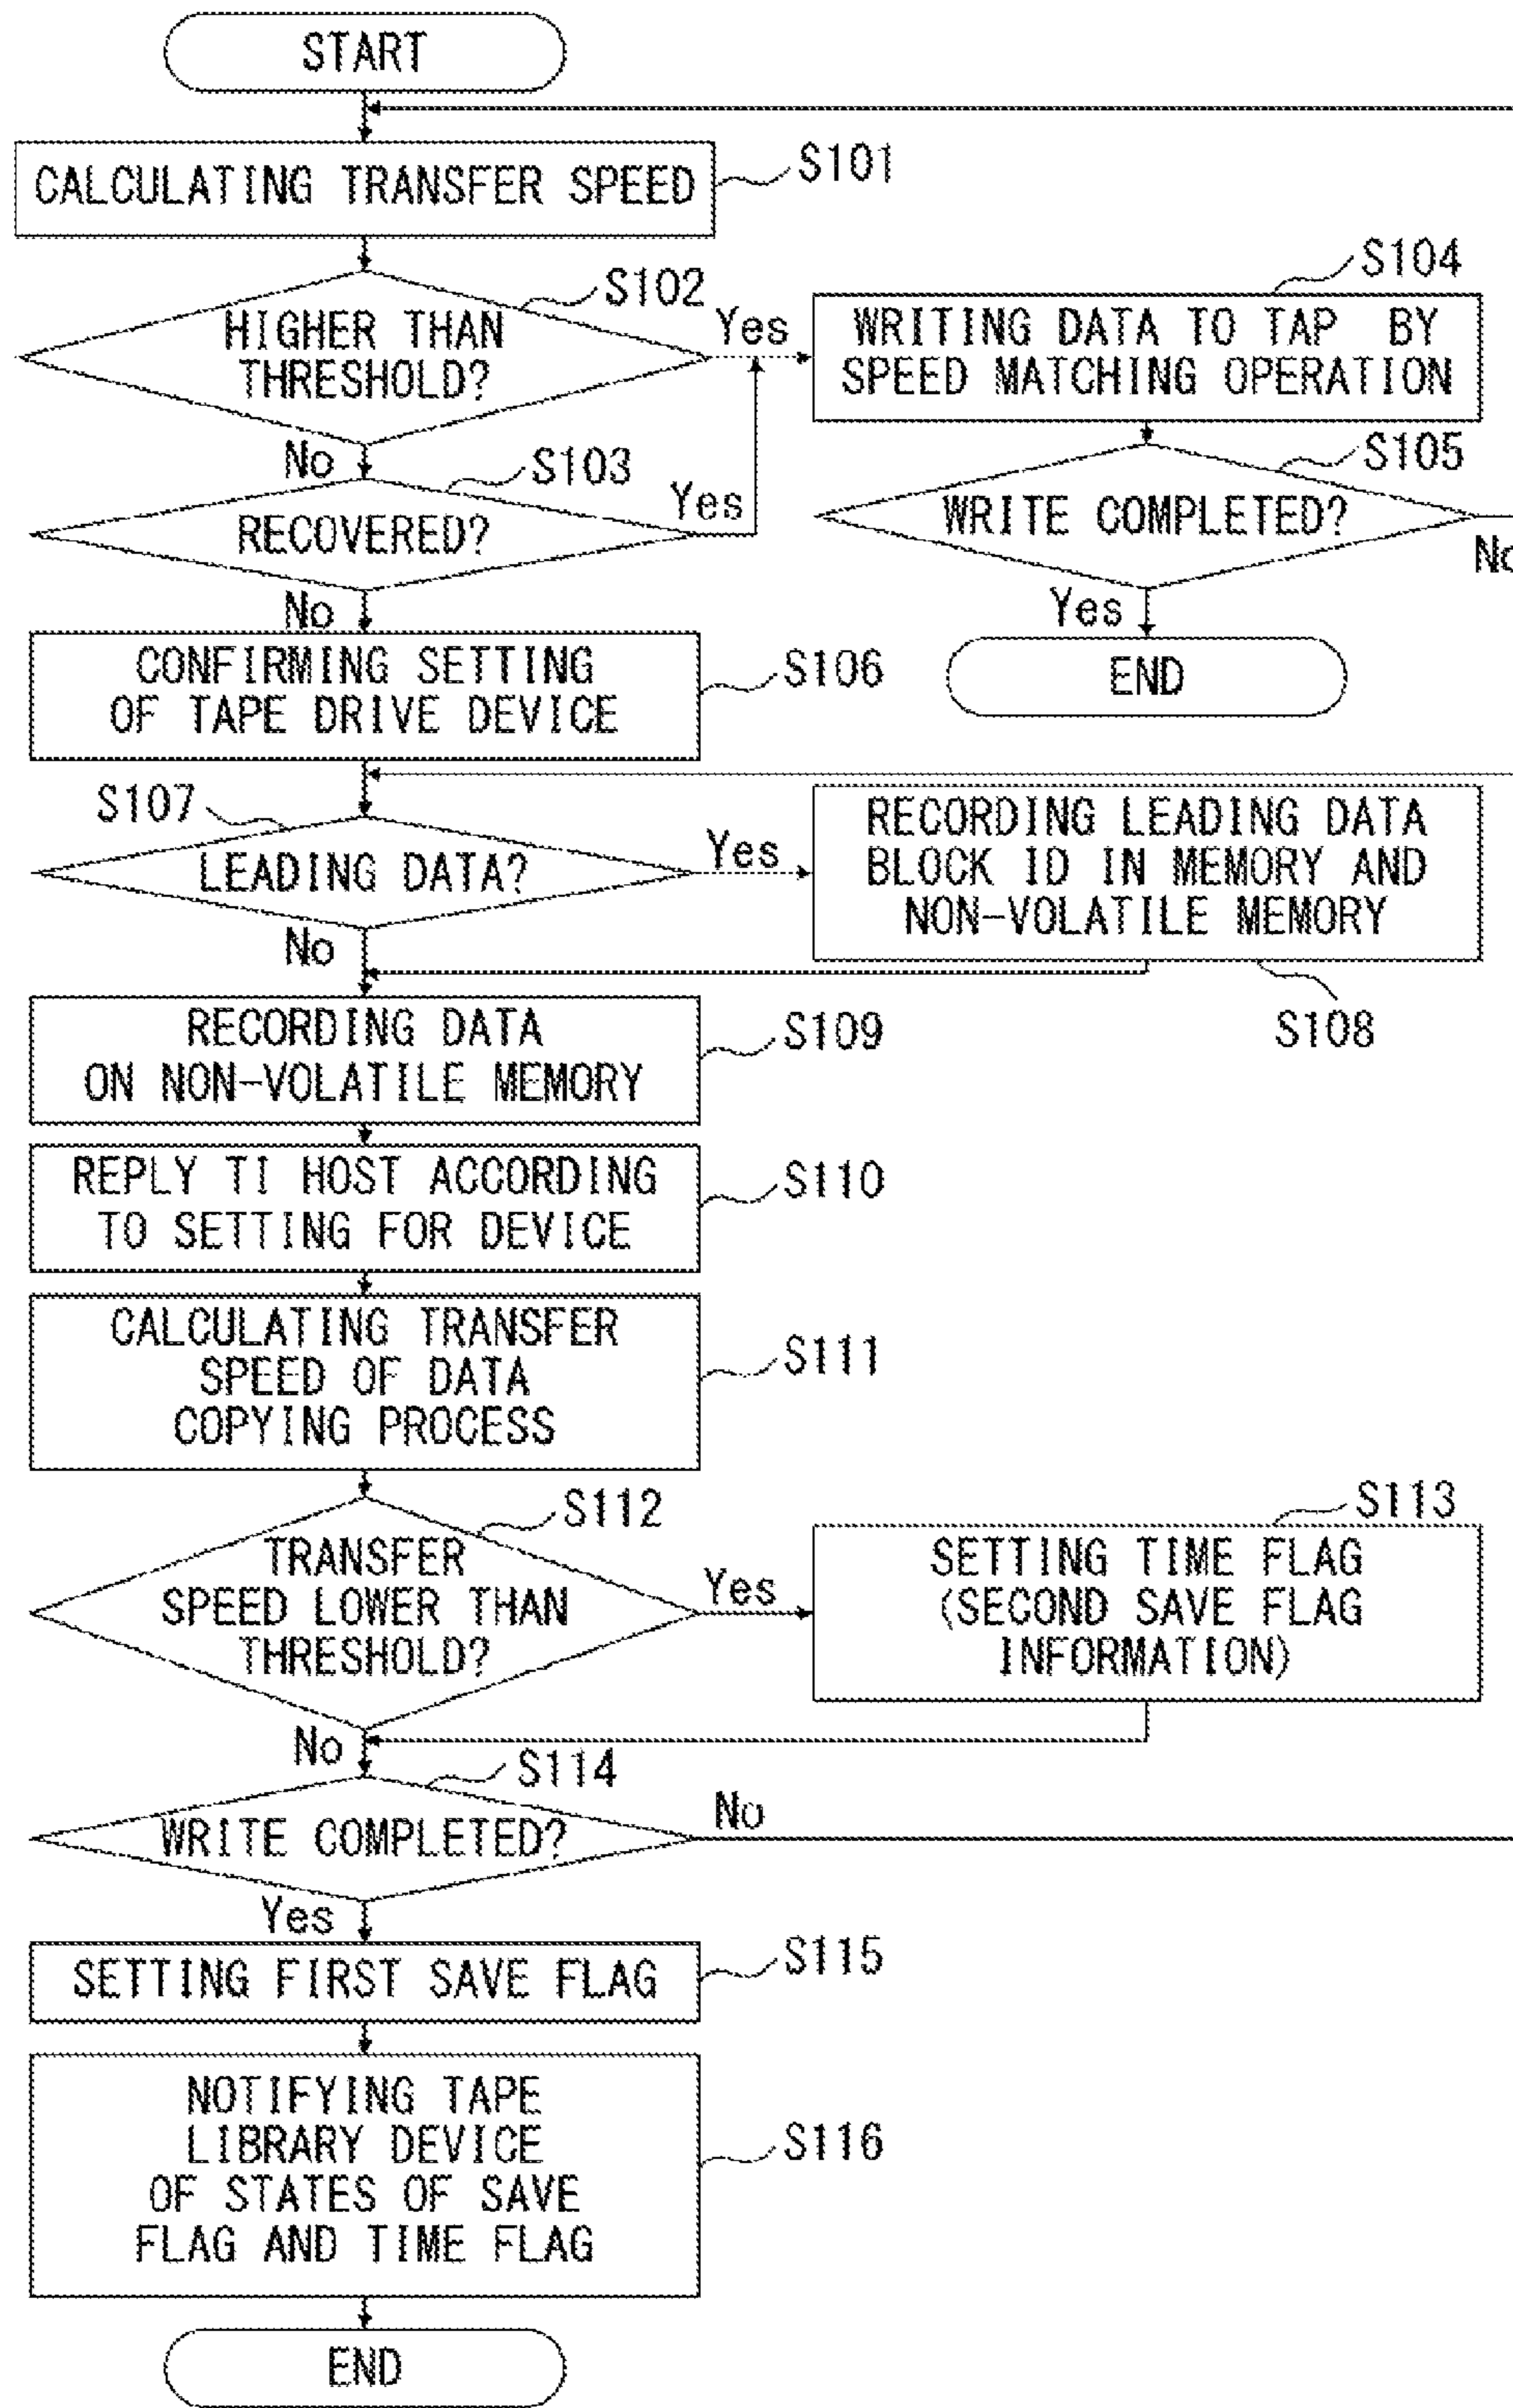 START
CALCULATING TRANSFER SPEED
S101
HIGHER THAN
THRESHOLD?
S102
Yes
No
WRITING DATA TO TAP  BY
SPEED MATCHING OPERATION
S104
RECOVERED?
S103
Yes
No
WRITE COMPLETED?
S105
No
Yes
END
CONFIRMING SETTING
OF TAPE DRIVE DEVICE
S106
S107
LEADING DATA?
Yes
No
RECORDING LEADING DATA
BLOCK ID IN MEMORY AND
NON-VOLATILE MEMORY
S108
RECORDING DATA
ON NON-VOLATILE MEMORY
S109
REPLY TI HOST ACCORDING
TO SETTING FOR DEVICE
S110
CALCULATING TRANSFER
SPEED OF DATA
COPYING PROCESS
S111
S112
TRANSFER
SPEED LOWER THAN
THRESHOLD?
Yes
No
S113
SETTING TIME FLAG
(SECOND SAVE FLAG
INFORMATION)
S114
WRITE COMPLETED?
No
Yes
SETTING FIRST SAVE FLAG
S115
NOTIFYING TAPE
LIBRARY DEVICE
OF STATES OF SAVE
FLAG AND TIME FLAG
S116
END